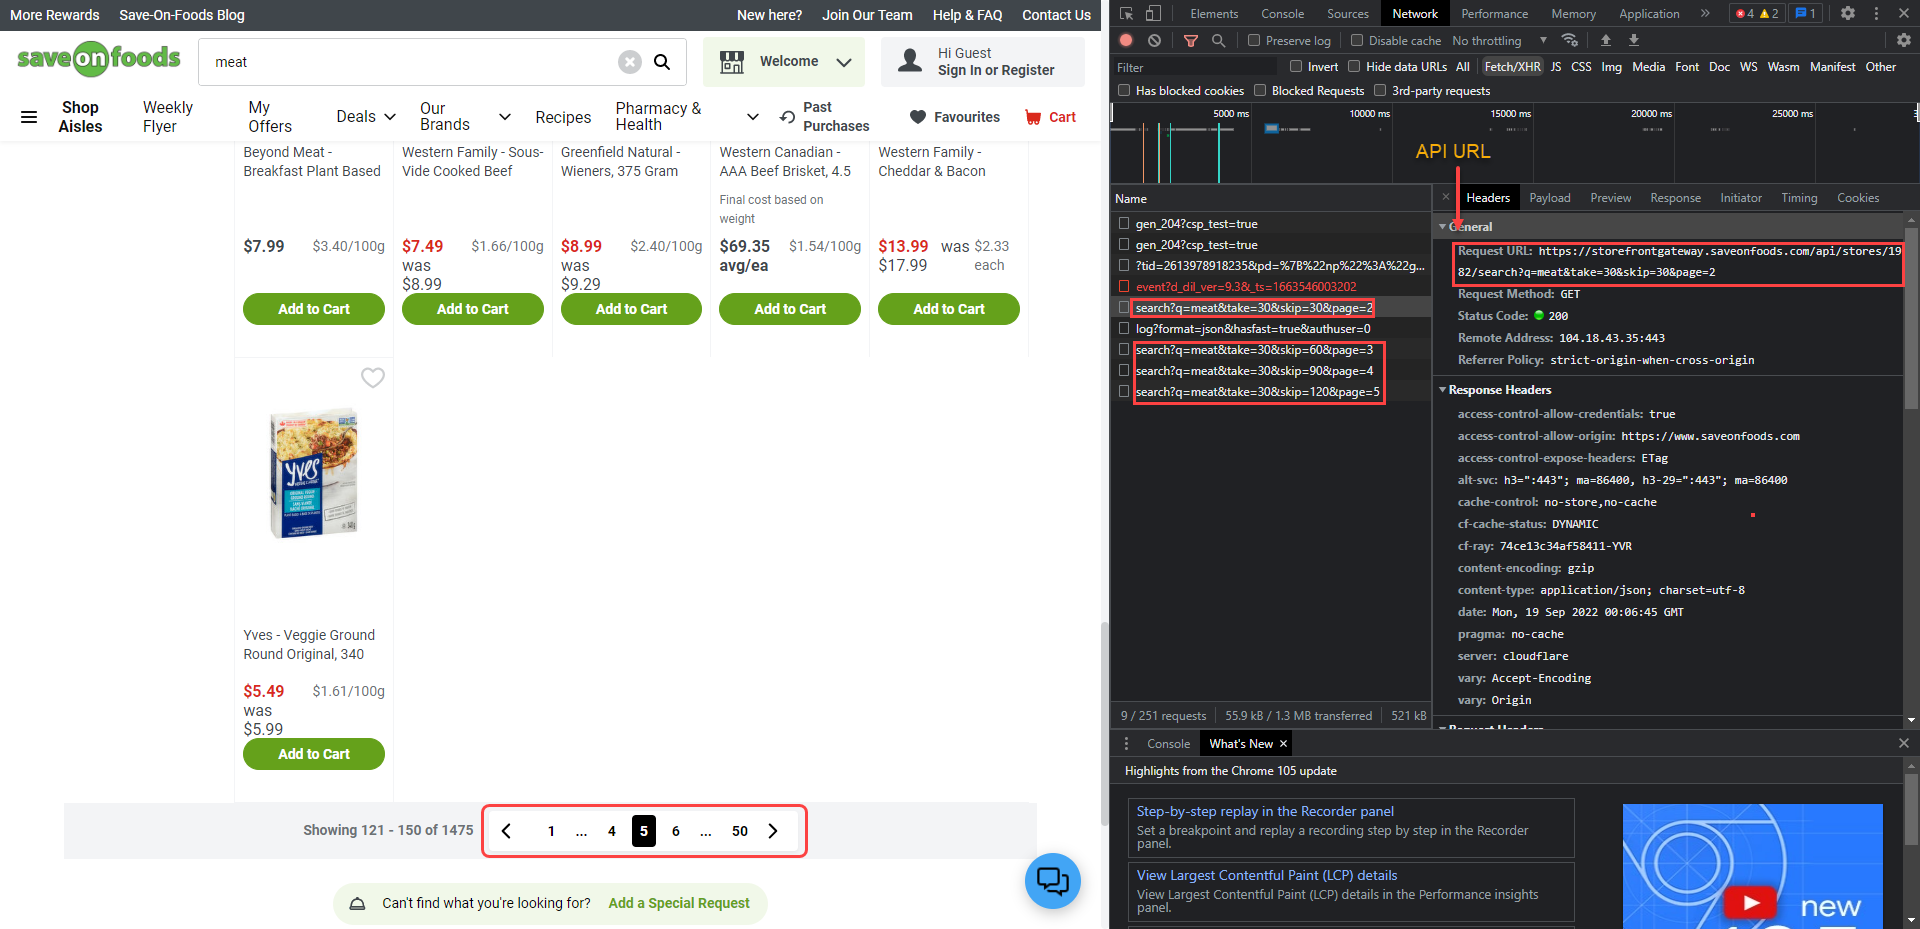 More Rewards Save-On-Foods Blog New here? Join Our Team Help & FAQ Contact Us
save on foods
meat
Welcome
Hi Guest
Sign In or Register
Shop Aisles
Weekly Flyer
My Offers
Deals
Our Brands
Recipes
Pharmacy & Health
Past Purchases
Favourites
Cart
Beyond Meat -
Breakfast Plant Based
$7.99 $3.40/100g
Add to Cart
Western Family - Sous-
Vide Cooked Beef
$7.49 $1.66/100g
was
$8.99
Add to Cart
Greenfield Natural -
Wieners, 375 Gram
$8.99 $2.40/100g
was
$9.29
Add to Cart
Western Canadian -
AAA Beef Brisket, 4.5
Final cost based on
weight
$69.35 $1.54/100g
avg/ea
Add to Cart
Western Family -
Cheddar & Bacon
$13.99 was $2.33
$17.99 each
Add to Cart
Yves
Yves - Veggie Ground
Round Original, 340
$5.49 $1.61/100g
was
$5.99
Add to Cart
Showing 121 - 150 of 1475
1 ... 4 5 6 ... 50
Can't find what you're looking for? Add a Special Request
Elements Console Sources Network Performance Memory Application » 4 2 1
Preserve log Disable cache No throttling
Filter Invert Hide data URLs All Fetch/XHR JS CSS Img Media Font Doc WS Wasm Manifest Other
Has blocked cookies Blocked Requests 3rd-party requests
5000 ms 10000 ms 15000 ms 20000 ms 25000 ms
API URL
Name
gen_204?csp_test=true
gen_204?csp_test=true
?tid=2613978918235&pd=%7B%22np%22%3A%22g...
event?d_dil_ver=9.3&_ts=1663546003202
search?q=meat&take=30&skip=30&page=2
log?format=json&hasfast=true&authuser=0
search?q=meat&take=30&skip=60&page=3
search?q=meat&take=30&skip=90&page=4
search?q=meat&take=30&skip=120&page=5
9 / 251 requests 55.9 kB / 1.3 MB transferred 521 kB
Headers Payload Preview Response Initiator Timing Cookies
General
Request URL: https://storefrontgateway.saveonfoods.com/api/stores/19
82/search?q=meat&take=30&skip=30&page=2
Request Method: GET
Status Code: 200
Remote Address: 104.18.43.35:443
Referrer Policy: strict-origin-when-cross-origin
Response Headers
access-control-allow-credentials: true
access-control-allow-origin: https://www.saveonfoods.com
access-control-expose-headers: ETag
alt-svc: h3=":443"; ma=86400, h3-29=":443"; ma=86400
cache-control: no-store,no-cache
cf-cache-status: DYNAMIC
cf-ray: 74ce13c34af58411-YVR
content-encoding: gzip
content-type: application/json; charset=utf-8
date: Mon, 19 Sep 2022 00:06:45 GMT
pragma: no-cache
server: cloudflare
vary: Accept-Encoding
vary: Origin
Request Headers
Console What's New
Highlights from the Chrome 105 update
Step-by-step replay in the Recorder panel
Set a breakpoint and replay a recording step by step in the Recorder
panel.
View Largest Contentful Paint (LCP) details
View Largest Contentful Paint (LCP) details in the Performance insights
panel.
new